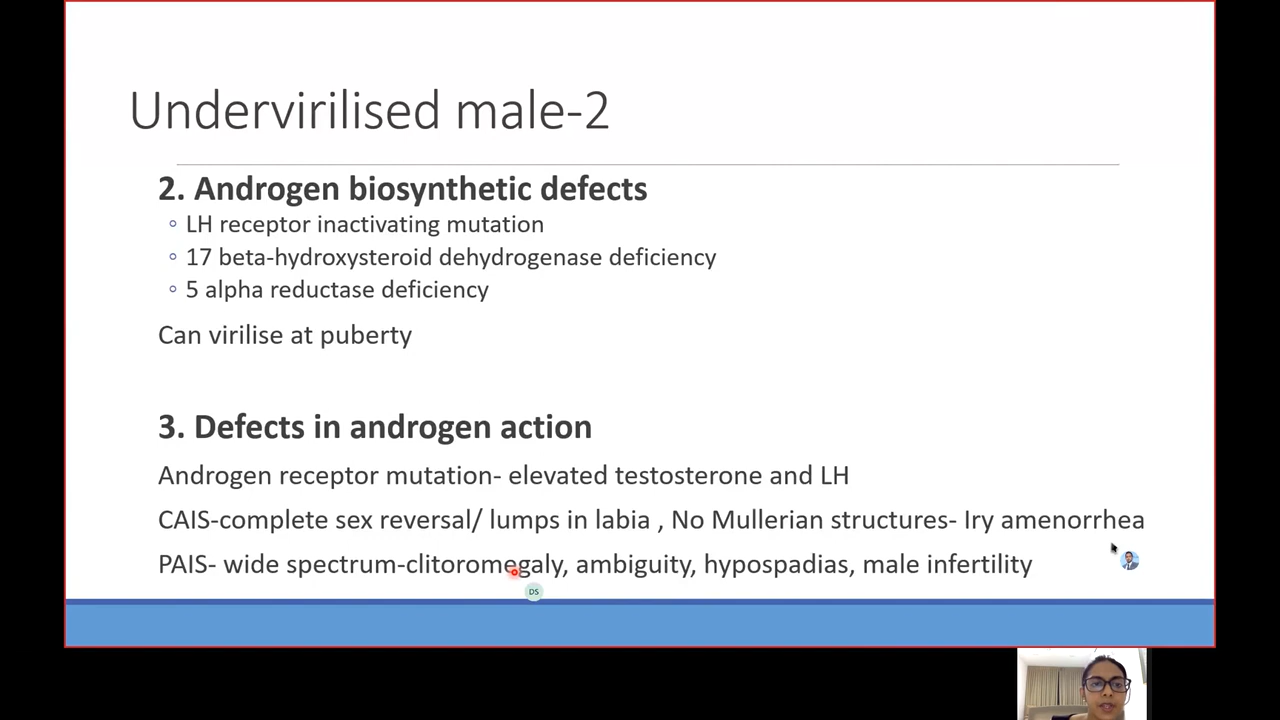 Undervirilised male-2
2. Androgen biosynthetic defects
◦ LH receptor inactivating mutation
◦ 17 beta-hydroxysteroid dehydrogenase deficiency
◦ 5 alpha reductase deficiency
Can virilise at puberty
3. Defects in androgen action
Androgen receptor mutation- elevated testosterone and LH
CAIS-complete sex reversal/ lumps in labia , No Mullerian structures- Iry amenorrhea
PAIS- wide spectrum-clitoromegaly, ambiguity, hypospadias, male infertility
DS